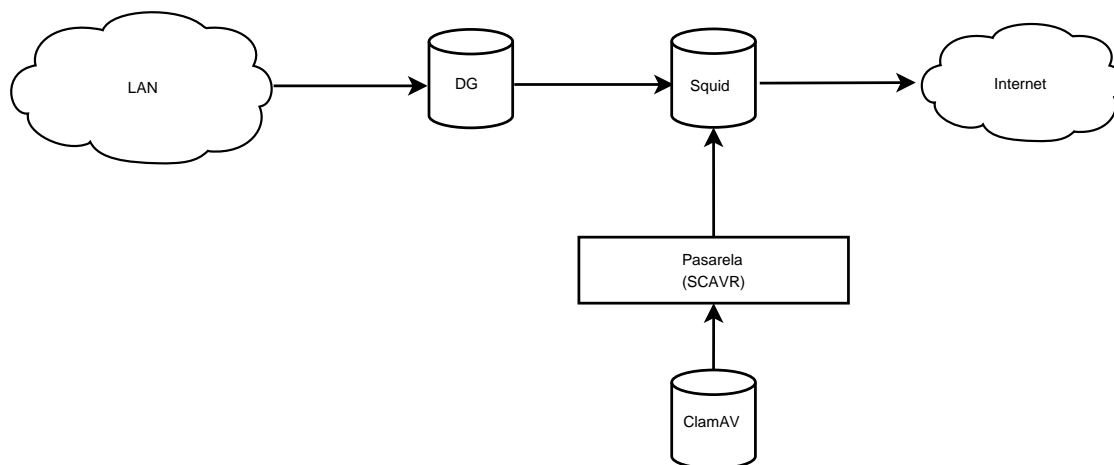 LAN
DG
Squid
Internet
Pasarela
(SCAVR)
ClamAV